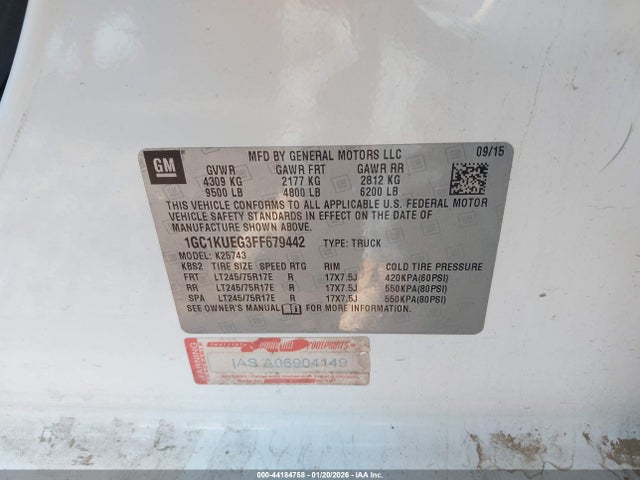 GM
MFD BY GENERAL MOTORS LLC 09/15
GVWR GAWR FRT GAWR RR
4309 KG 2177 KG 2812 KG
9500 LB 4800 LB 6200 LB
THIS VEHICLE CONFORMS TO ALL APPLICABLE U.S. FEDERAL MOTOR
VEHICLE SAFETY STANDARDS IN EFFECT ON THE DATE OF
MANUFACTURE SHOWN ABOVE.
1GC1KUEG3FF679442 TYPE: TRUCK
MODEL: K25743
KBS2 TIRE SIZE SPEED RTG RIM COLD TIRE PRESSURE
FRT LT245/75R17E R 17X7.5J 420KPA(60PSI)
RR LT245/75R17E R 17X7.5J 550KPA(80PSI)
SPA LT245/75R17E R 17X7.5J 550KPA(80PSI)
SEE OWNER'S MANUAL FOR MORE INFORMATION.
WARNING
FOOTPRINTS
IAS A06904149
000-44184758 - 01/20/2026 - IAA Inc.